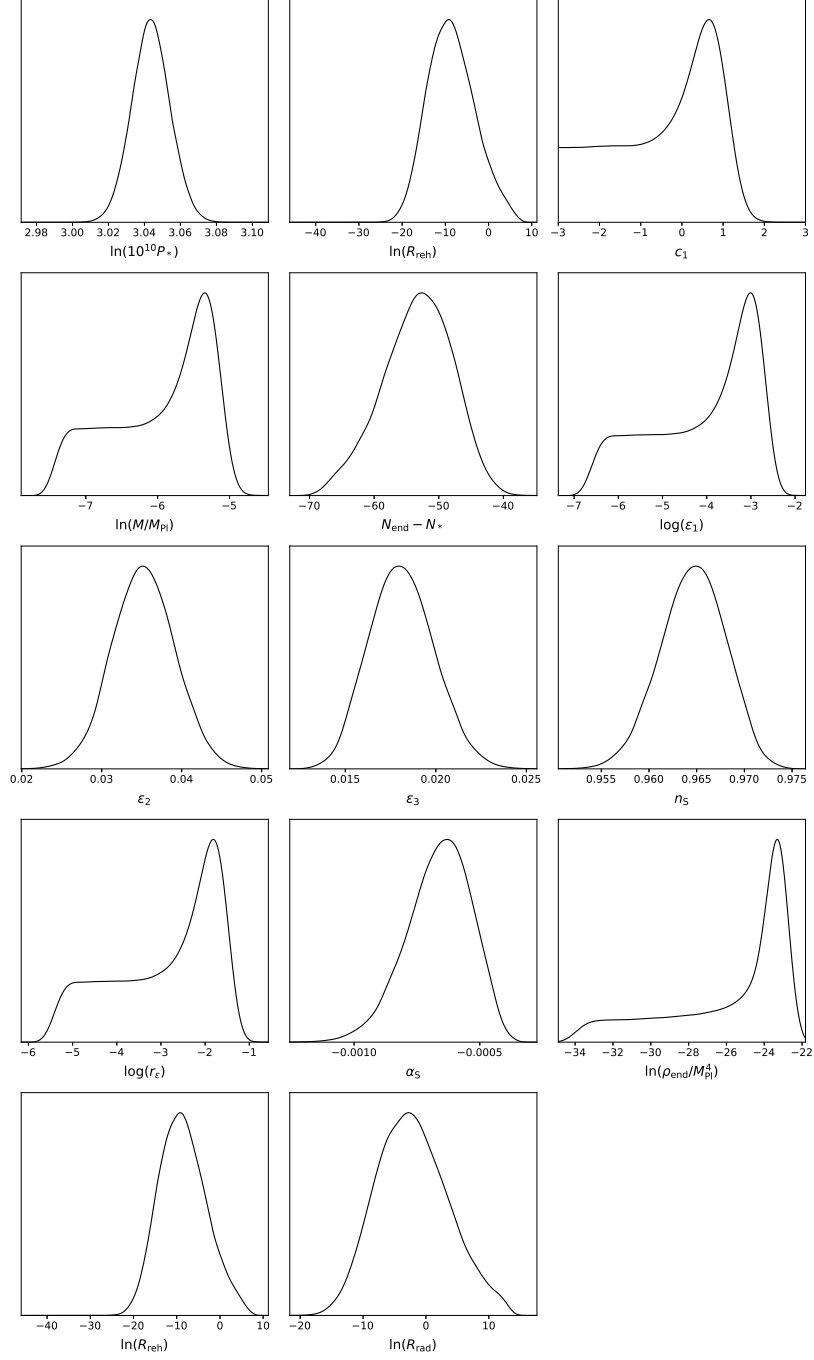 2.98 3.00 3.02 3.04 3.06 3.08 3.10
ln(10¹⁰P∗)
−40 −30 −20 −10 0 10
ln(R_reh)
−3 −2 −1 0 1 2 3
c₁
−7 −6 −5
ln(M/M_Pl)
−70 −60 −50 −40
N_end − N∗
−7 −6 −5 −4 −3 −2
log(ε₁)
0.02 0.03 0.04 0.05
ε₂
0.015 0.020 0.025
ε₃
0.955 0.960 0.965 0.970 0.975
n_S
−6 −5 −4 −3 −2 −1
log(r_ε)
−0.0010 −0.0005
α_S
−34 −32 −30 −28 −26 −24 −22
ln(ρ_end/M_Pl⁴)
−40 −30 −20 −10 0 10
ln(R_reh)
−20 −10 0 10
ln(R_rad)